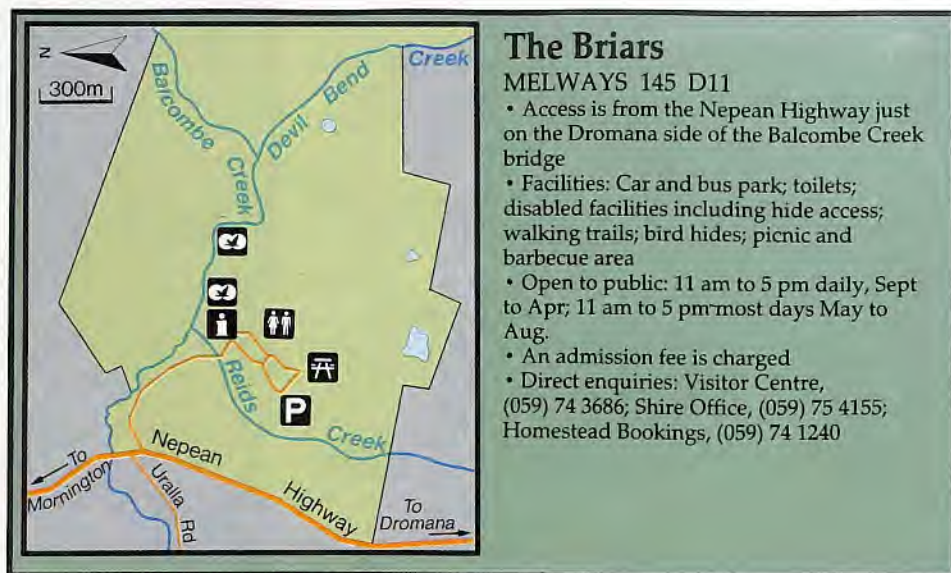 N
300m
Balcombe
Creek
Devil Bend
Creek
i
P
Reids
Creek
Nepean
Highway
To
Mornington
Uralla Rd
To
Dromana
The Briars
MELWAYS 145 D11
• Access is from the Nepean Highway just
on the Dromana side of the Balcombe Creek
bridge
• Facilities: Car and bus park; toilets;
disabled facilities including hide access;
walking trails; bird hides; picnic and
barbecue area
• Open to public: 11 am to 5 pm daily, Sept
to Apr; 11 am to 5 pm most days May to
Aug.
• An admission fee is charged
• Direct enquiries: Visitor Centre,
(059) 74 3686; Shire Office, (059) 75 4155;
Homestead Bookings, (059) 74 1240